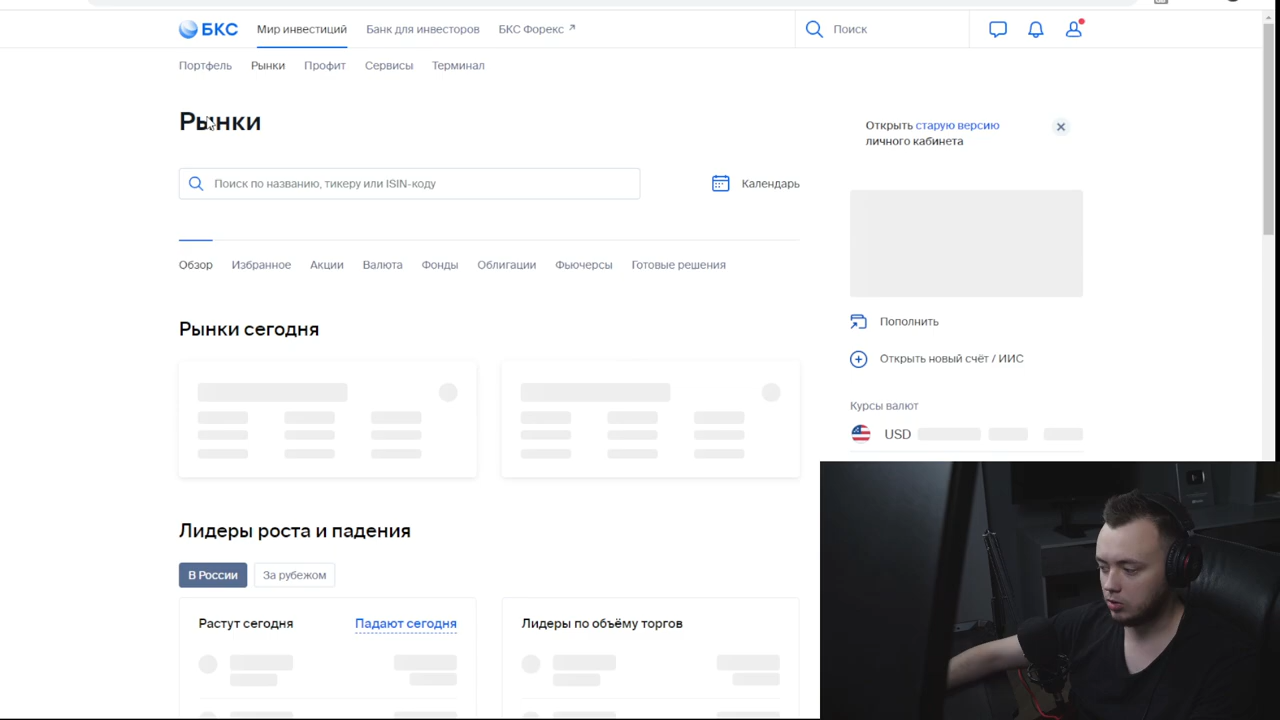 БКС
Мир инвестиций
Банк для инвесторов
БКС Форекс
Поиск
Портфель
Рынки
Профит
Сервисы
Терминал
Рынки
Открыть старую версию
личного кабинета
Поиск по названию, тикеру или ISIN-коду
Календарь
Обзор
Избранное
Акции
Валюта
Фонды
Облигации
Фьючерсы
Готовые решения
Рынки сегодня
Пополнить
Открыть новый счёт / ИИС
Курсы валют
USD
Лидеры роста и падения
В России
За рубежом
Растут сегодня
Падают сегодня
Лидеры по объёму торгов